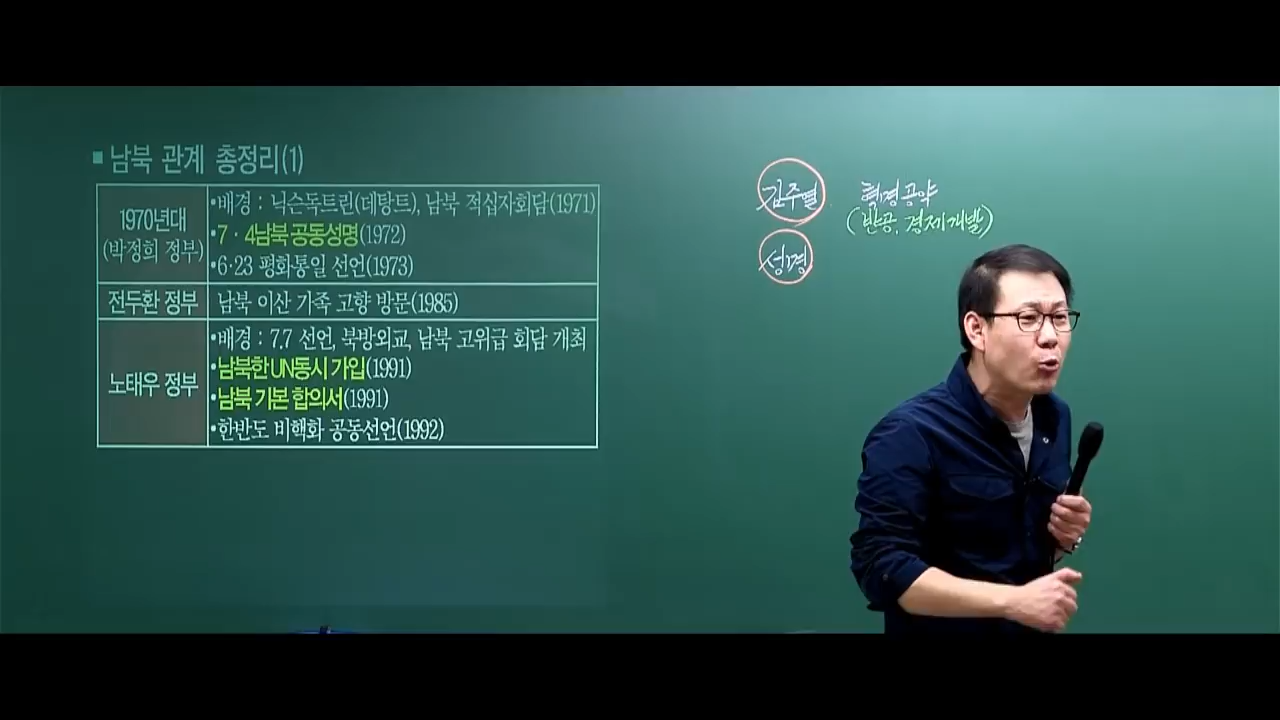 ▪ 남북 관계 총정리(1)
1970년대
(박정희 정부)
•배경 : 닉슨독트린(데탕트), 남북 적십자회담(1971)
•7 · 4남북 공동성명(1972)
•6·23 평화통일 선언(1973)
전두환 정부
남북 이산 가족 고향 방문(1985)
노태우 정부
•배경 : 7.7 선언, 북방외교, 남북 고위급 회담 개최
•남북한 UN동시 가입(1991)
•남북 기본 합의서(1991)
•한반도 비핵화 공동선언(1992)
김주열 혁명공약
(반공, 경제개발)